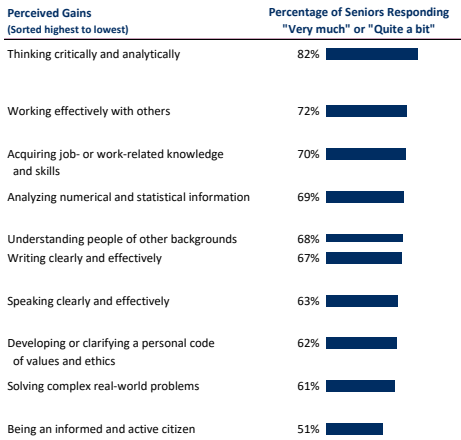 Perceived Gains
(Sorted highest to lowest)
Percentage of Seniors Responding
"Very much" or "Quite a bit"
Thinking critically and analytically 82%
Working effectively with others 72%
Acquiring job- or work-related knowledge
and skills 70%
Analyzing numerical and statistical information 69%
Understanding people of other backgrounds 68%
Writing clearly and effectively 67%
Speaking clearly and effectively 63%
Developing or clarifying a personal code
of values and ethics 62%
Solving complex real-world problems 61%
Being an informed and active citizen 51%